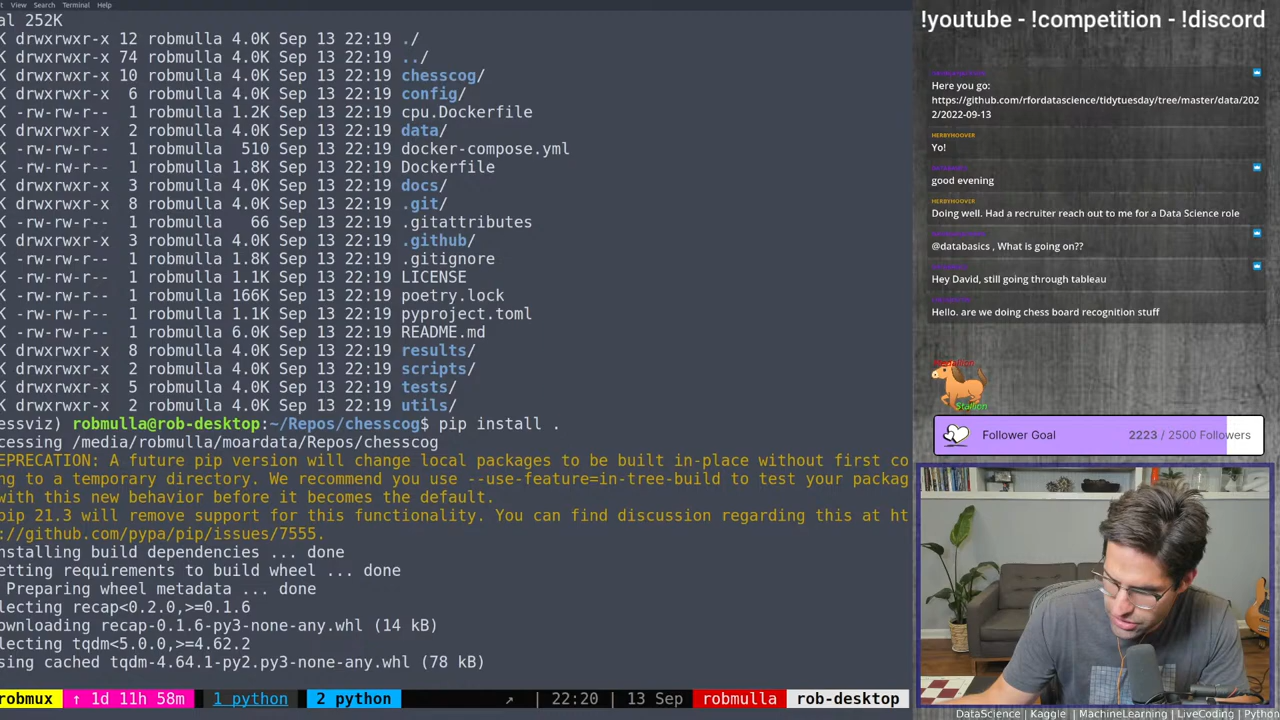 View Search Terminal Help
al 252K
K drwxrwxr-x 12 robmulla 4.0K Sep 13 22:19 ./
K drwxrwxr-x 74 robmulla 4.0K Sep 13 22:19 ../
K drwxrwxr-x 10 robmulla 4.0K Sep 13 22:19 chesscog/
K drwxrwxr-x 6 robmulla 4.0K Sep 13 22:19 config/
K -rw-rw-r-- 1 robmulla 1.2K Sep 13 22:19 cpu.Dockerfile
K drwxrwxr-x 2 robmulla 4.0K Sep 13 22:19 data/
K -rw-rw-r-- 1 robmulla 510 Sep 13 22:19 docker-compose.yml
K -rw-rw-r-- 1 robmulla 1.8K Sep 13 22:19 Dockerfile
K drwxrwxr-x 3 robmulla 4.0K Sep 13 22:19 docs/
K drwxrwxr-x 8 robmulla 4.0K Sep 13 22:19 .git/
K -rw-rw-r-- 1 robmulla 66 Sep 13 22:19 .gitattributes
K drwxrwxr-x 3 robmulla 4.0K Sep 13 22:19 .github/
K -rw-rw-r-- 1 robmulla 1.8K Sep 13 22:19 .gitignore
K -rw-rw-r-- 1 robmulla 1.1K Sep 13 22:19 LICENSE
K -rw-rw-r-- 1 robmulla 166K Sep 13 22:19 poetry.lock
K -rw-rw-r-- 1 robmulla 1.1K Sep 13 22:19 pyproject.toml
K -rw-rw-r-- 1 robmulla 6.0K Sep 13 22:19 README.md
K drwxrwxr-x 8 robmulla 4.0K Sep 13 22:19 results/
K drwxrwxr-x 2 robmulla 4.0K Sep 13 22:19 scripts/
K drwxrwxr-x 5 robmulla 4.0K Sep 13 22:19 tests/
K drwxrwxr-x 2 robmulla 4.0K Sep 13 22:19 utils/
essviz) robmulla@rob-desktop:~/Repos/chesscog$ pip install .
cessing /media/robmulla/moardata/Repos/chesscog
EPRECATION: A future pip version will change local packages to be built in-place without first co
ng to a temporary directory. We recommend you use --use-feature=in-tree-build to test your packag
with this new behavior before it becomes the default.
pip 21.3 will remove support for this functionality. You can find discussion regarding this at ht
://github.com/pypa/pip/issues/7555.
nstalling build dependencies ... done
etting requirements to build wheel ... done
Preparing wheel metadata ... done
lecting recap<0.2.0,>=0.1.6
ownloading recap-0.1.6-py3-none-any.whl (14 kB)
lecting tqdm<5.0.0,>=4.62.2
sing cached tqdm-4.64.1-py2.py3-none-any.whl (78 kB)
robmux ↑ 1d 11h 58m 1 python 2 python ↗ | 22:20 | 13 Sep robmulla rob-desktop
!youtube - !competition - !discord
Here you go:
https://github.com/rfordatascience/tidytuesday/tree/master/data/202
2/2022-09-13
HERBYHOOVER
Yo!
good evening
HERBYHOOVER
Doing well. Had a recruiter reach out to me for a Data Science role
@databasics , What is going on??
Hey David, still going through tableau
Hello. are we doing chess board recognition stuff
Medallion
Stallion
Follower Goal 2223 / 2500 Followers
DataScience | Kaggle | MachineLearning | LiveCoding | Python